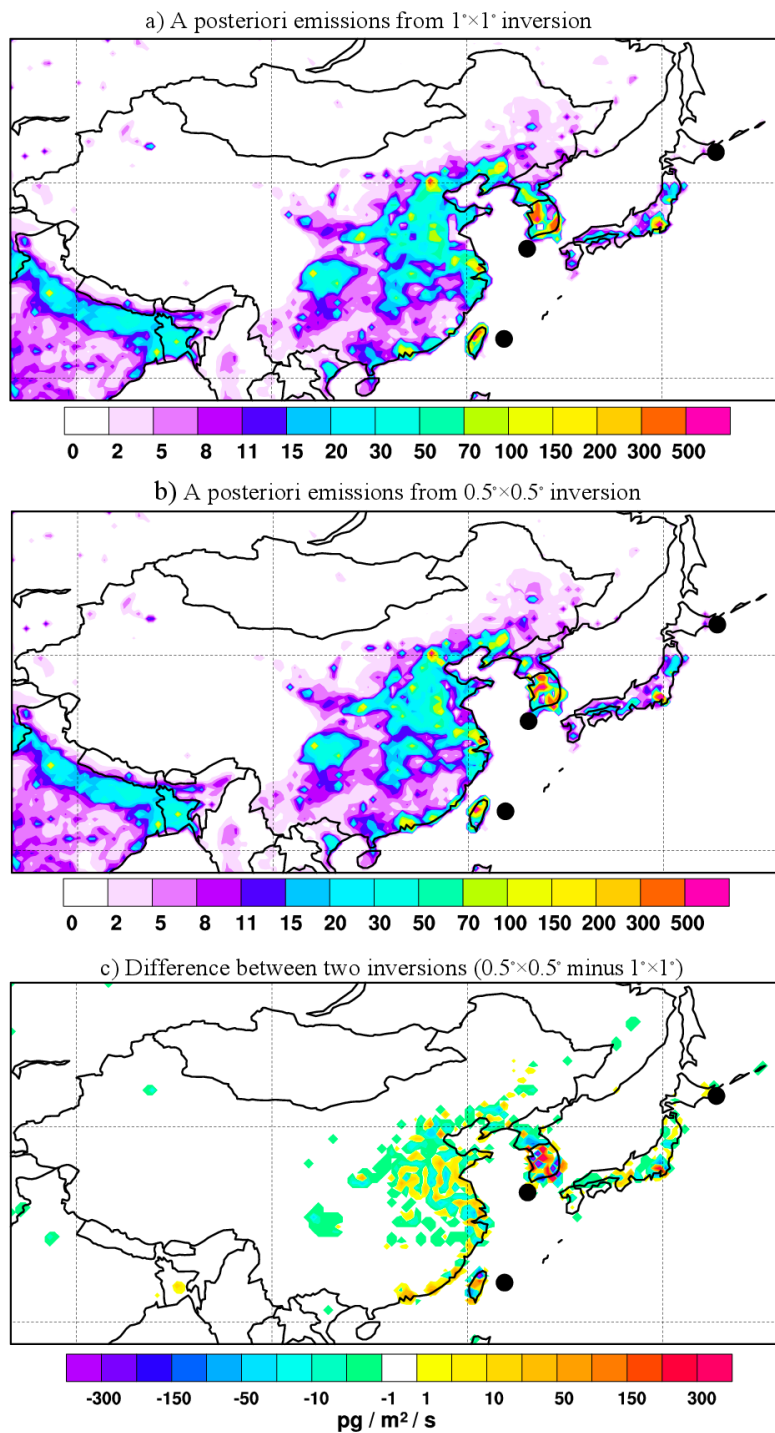 a) A posteriori emissions from 1°×1° inversion
0 2 5 8 11 15 20 30 50 70 100 150 200 300 500
b) A posteriori emissions from 0.5°×0.5° inversion
0 2 5 8 11 15 20 30 50 70 100 150 200 300 500
c) Difference between two inversions (0.5°×0.5° minus 1°×1°)
-300 -150 -50 -10 -1 1 10 50 150 300
pg / m² / s